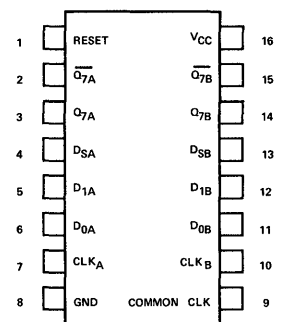 1 RESET VCC 16
2 Q̅7A Q̅7B 15
3 Q7A Q7B 14
4 DSA DSB 13
5 D1A D1B 12
6 D0A D0B 11
7 CLKA CLKB 10
8 GND COMMON CLK 9